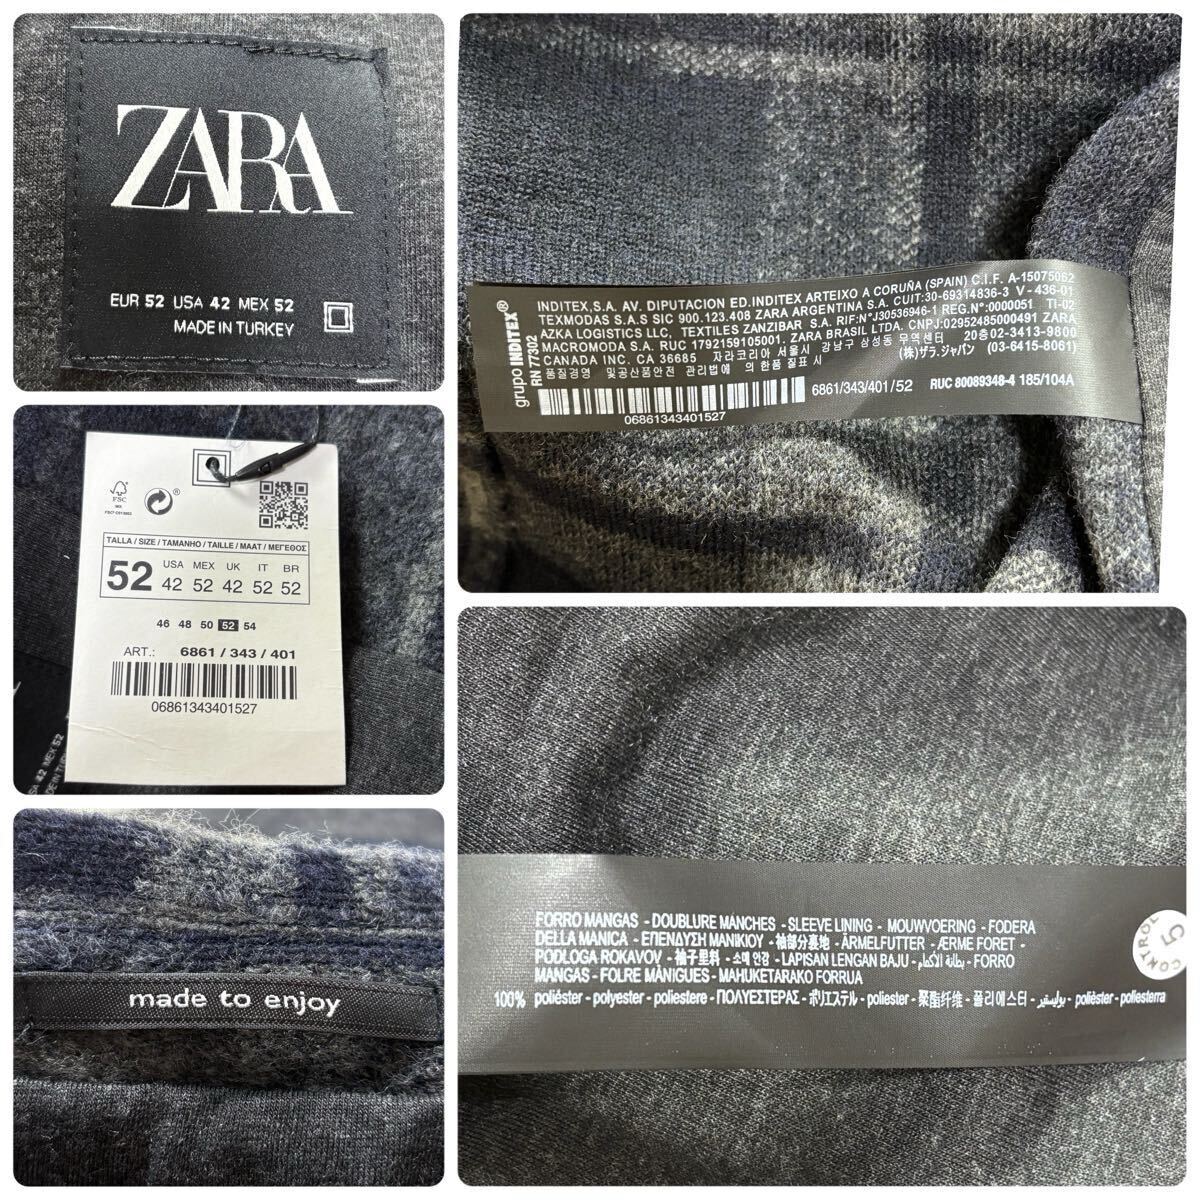 ZARA
EUR 52 USA 42 MEX 52
MADE IN TURKEY
grupo INDITEX®
RN 77302
INDITEX,S.A. AV. DIPUTACION ED.INDITEX ARTEIXO A CORUÑA (SPAIN) C.I.F. A-15075062
TEXMODAS S.A.S SIC 900.123.408 ZARA ARGENTINA S.A. CUIT:30-69314836-3 V - 436-01
AZKA LOGISTICS LLC, TEXTILES ZANZIBAR S.A. RIF:N°J30536946-1 REG.N°:0000051 TI-02
MACROMODA S.A. RUC 1792159105001. ZARA BRASIL LTDA. CNPJ:02952485000491 ZARA
CANADA INC. CA 36685 자라코리아 서울시 강남구 삼성동 무역센터 20층 02-3413-9800
품질경영 및공산품안전 관리법에 의한품질표시 (株)ザラ.ジャパン (03-6415-8061)
6861/343/401/52 RUC 80089348-4 185/104A
06861343401527
FSC
MIX
®
TALLA / SIZE / TAMANHO / TAILLE / MAAT / ΜΕΓΕΘΟΣ
52 USA MEX UK IT BR
42 52 42 52 52
46 48 50 52 54
ART.: 6861 / 343 / 401
06861343401527
made to enjoy
FORRO MANGAS - DOUBLURE MANCHES - SLEEVE LINING - MOUWVOERING - FODERA
DELLA MANICA - ΕΠΕΝΔΥΣΗ ΜΑΝΙΚΙΟΥ - 袖部分裏地 - ÄRMELFUTTER - ÆRME FORET -
PODLOGA ROKAVOV - 袖子里料 - 소매 안감 - LAPISAN LENGAN BAJU - بطانة الأكمام - FORRO
MANGAS - FOLRE MÀNIGUES - MAHUKETARAKO FORRUA
100% poliéster - polyester - poliestere - ΠΟΛΥΕΣΤΕΡΑΣ - ポリエステル - poliester - 聚酯纤维 - 폴리에스터 - بوليستير - polièster - poliesterra
CONTROL 5